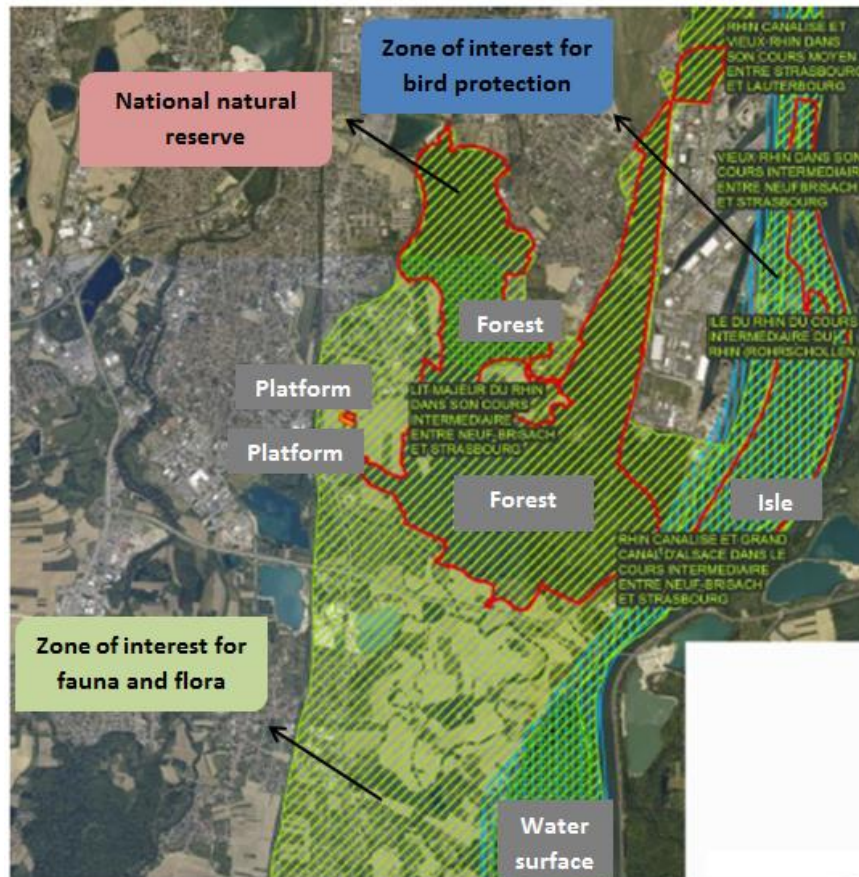 RHIN CANALISE ET
VIEUX RHIN DANS
SON COURS MOYEN
ENTRE STRASBOURG
ET LAUTERBOURG
Zone of interest for
bird protection
National natural
reserve
VIEUX RHIN DANS SON
COURS INTERMEDIAIRE
ENTRE NEUF BRISACH
ET STRASBOURG
Forest
ILE DU RHIN DU COURS
INTERMEDIAIRE DU
RHIN (ROHRSCHOLLEN)
Platform
LIT MAJEUR DU RHIN
DANS SON COURS
INTERMEDIAIRE
ENTRE NEUF-BRISACH
ET STRASBOURG
Platform
Forest
Isle
RHIN CANALISE ET GRAND
CANAL D'ALSACE DANS LE
COURS INTERMEDIAIRE
ENTRE NEUF-BRISACH
ET STRASBOURG
Zone of interest for
fauna and flora
Water
surface